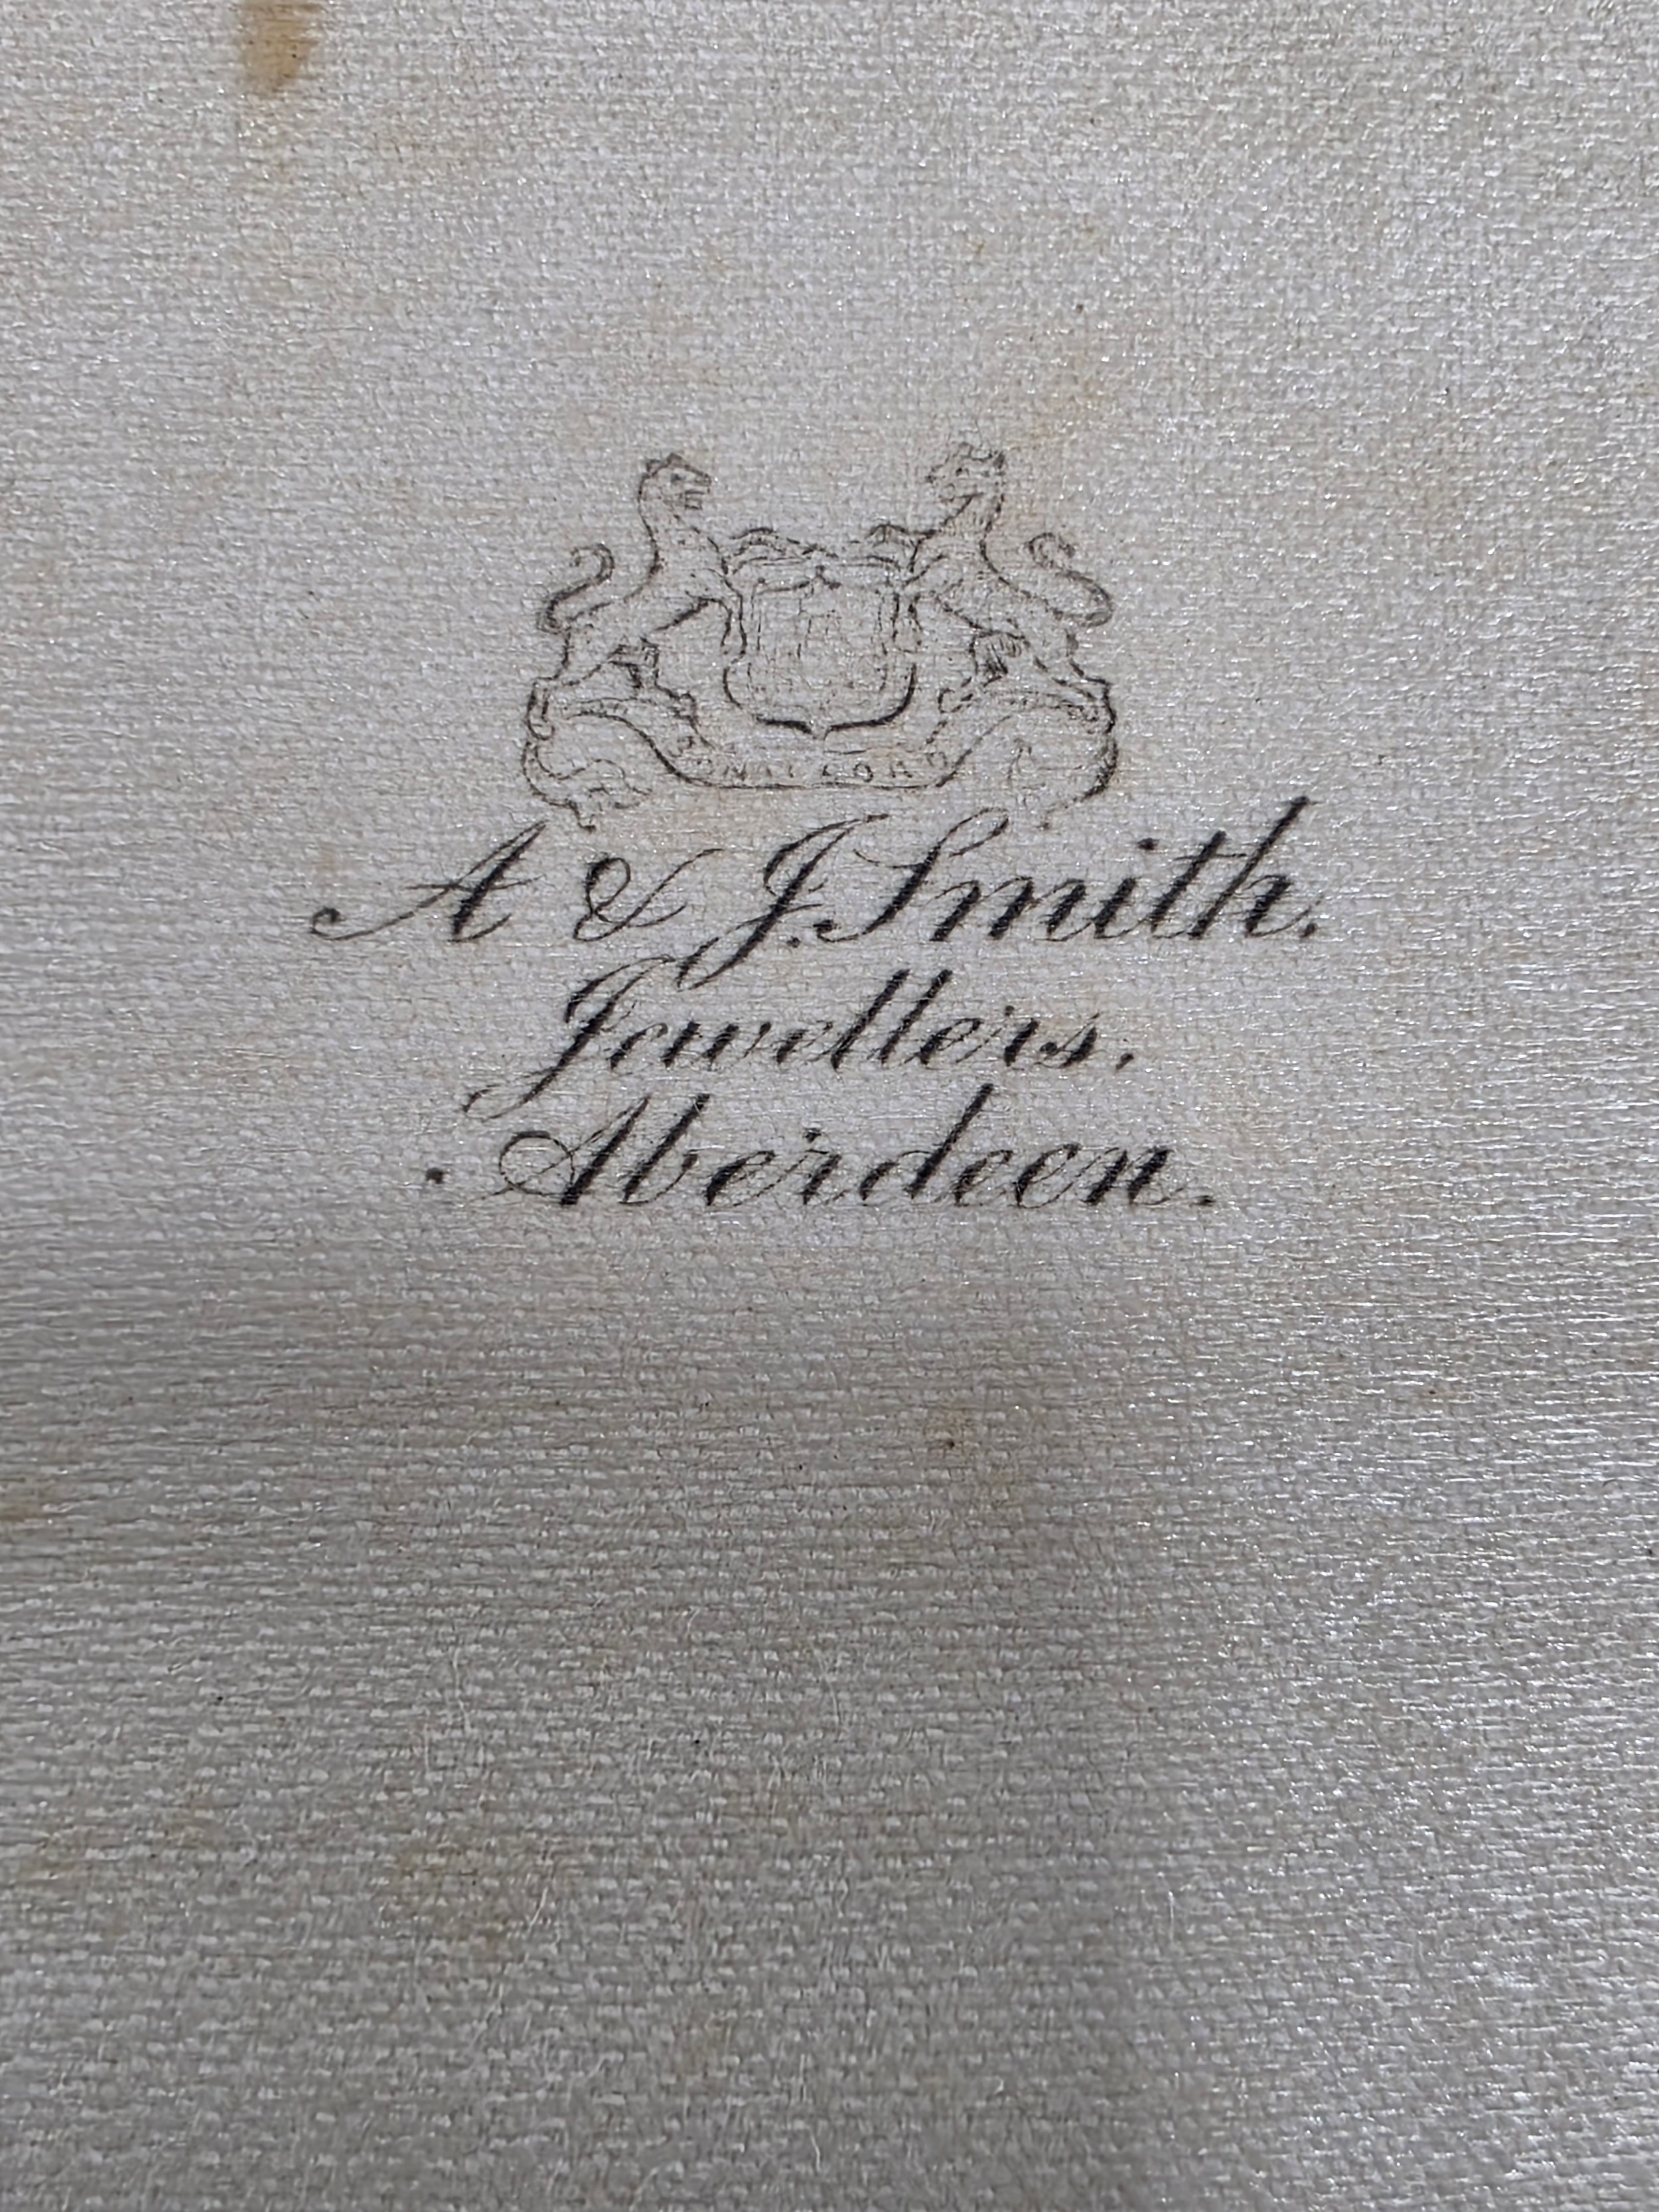 A & J. Smith.
Jewellers.
Aberdeen.